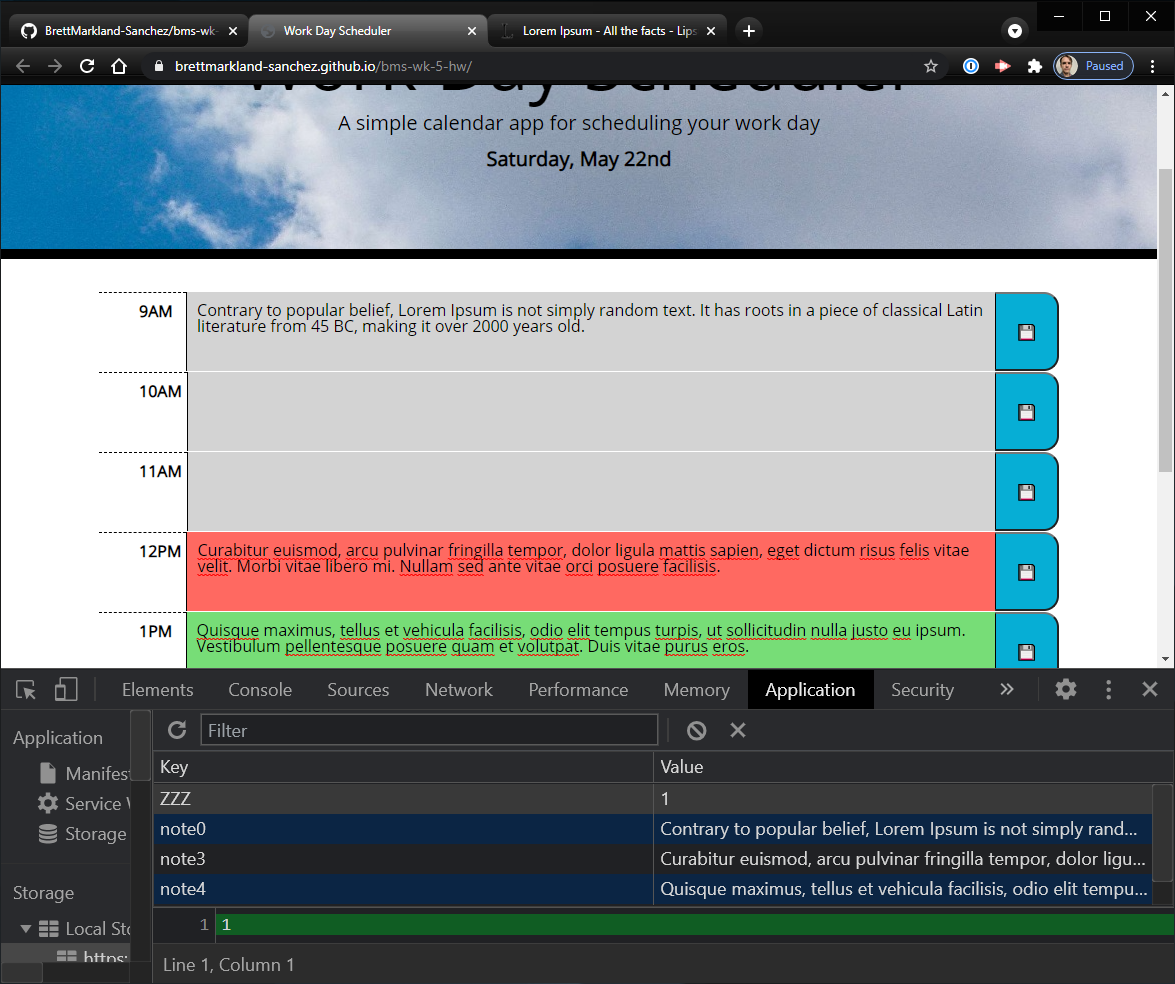 BrettMarkland-Sanchez/bms-wk-
Work Day Scheduler
Lorem Ipsum - All the facts - Lips
brettmarkland-sanchez.github.io/bms-wk-5-hw/
Paused
Work Day Scheduler
A simple calendar app for scheduling your work day
Saturday, May 22nd
9AM
Contrary to popular belief, Lorem Ipsum is not simply random text. It has roots in a piece of classical Latin
literature from 45 BC, making it over 2000 years old.
10AM
11AM
12PM
Curabitur euismod, arcu pulvinar fringilla tempor, dolor ligula mattis sapien, eget dictum risus felis vitae
velit. Morbi vitae libero mi. Nullam sed ante vitae orci posuere facilisis.
1PM
Quisque maximus, tellus et vehicula facilisis, odio elit tempus turpis, ut sollicitudin nulla justo eu ipsum.
Vestibulum pellentesque posuere quam et volutpat. Duis vitae purus eros.
Elements Console Sources Network Performance Memory Application Security
Application
Manifest
Service W
Storage
Storage
Local Sto
https:
Filter
Key Value
ZZZ 1
note0 Contrary to popular belief, Lorem Ipsum is not simply rand...
note3 Curabitur euismod, arcu pulvinar fringilla tempor, dolor ligu...
note4 Quisque maximus, tellus et vehicula facilisis, odio elit tempu...
1 1
Line 1, Column 1